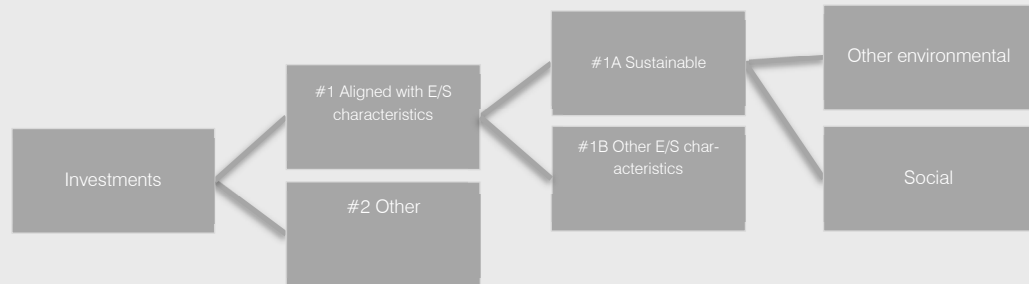 Investments
#1 Aligned with E/S
characteristics
#2 Other
#1A Sustainable
#1B Other E/S char-
acteristics
Other environmental
Social